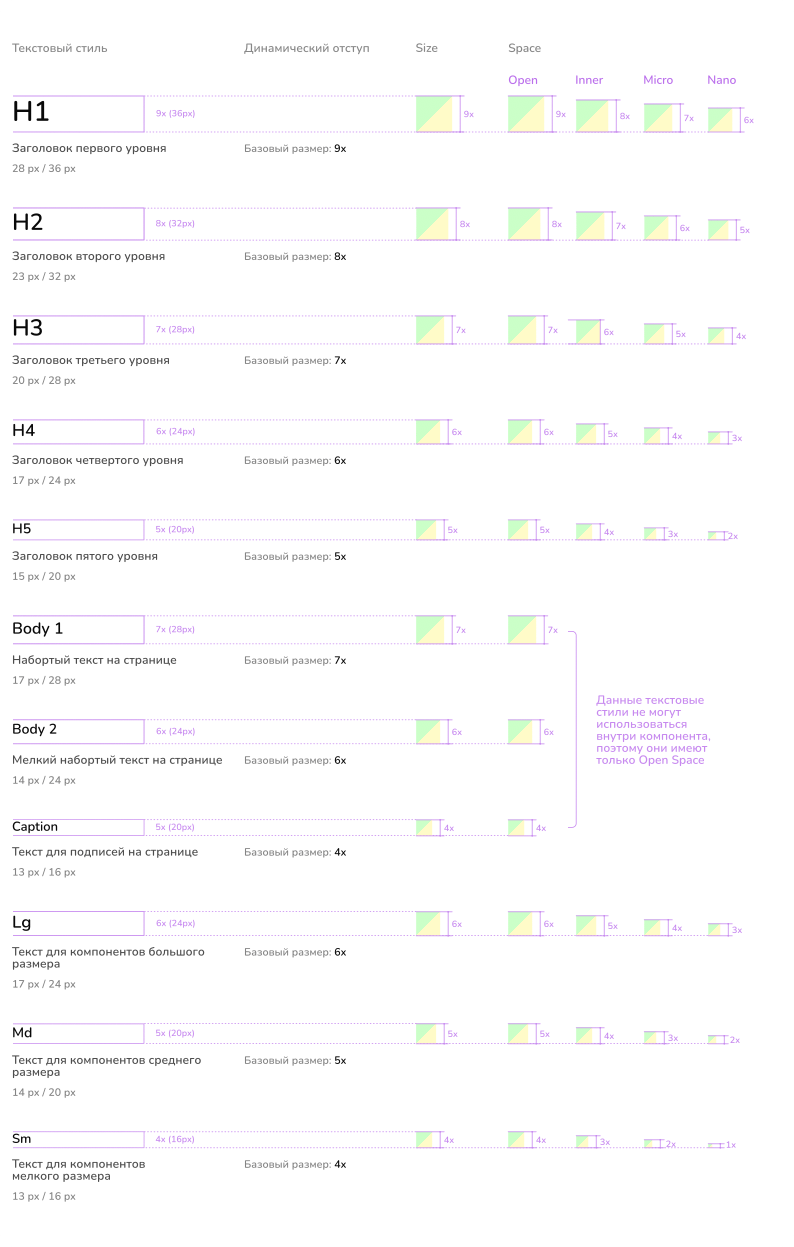 Текстовый стиль Динамический отступ Size Space
Open Inner Micro Nano
H1 9x (36px) 9x 9x 8x 7x 6x
Заголовок первого уровня Базовый размер: 9x
28 px / 36 px
H2 8x (32px) 8x 8x 7x 6x 5x
Заголовок второго уровня Базовый размер: 8x
23 px / 32 px
H3 7x (28px) 7x 7x 6x 5x 4x
Заголовок третьего уровня Базовый размер: 7x
20 px / 28 px
H4 6x (24px) 6x 6x 5x 4x 3x
Заголовок четвертого уровня Базовый размер: 6x
17 px / 24 px
H5 5x (20px) 5x 5x 4x 3x 2x
Заголовок пятого уровня Базовый размер: 5x
15 px / 20 px
Body 1 7x (28px) 7x 7x
Набортый текст на странице Базовый размер: 7x
17 px / 28 px
Данные текстовые
стили не могут
использоваться
внутри компонента,
поэтому они имеют
только Open Space
Body 2 6x (24px) 6x 6x
Мелкий набортый текст на странице Базовый размер: 6x
14 px / 24 px
Caption 5x (20px) 4x 4x
Текст для подписей на странице Базовый размер: 4x
13 px / 16 px
Lg 6x (24px) 6x 6x 5x 4x 3x
Текст для компонентов большого Базовый размер: 6x
размера
17 px / 24 px
Md 5x (20px) 5x 5x 4x 3x 2x
Текст для компонентов среднего Базовый размер: 5x
размера
14 px / 20 px
Sm 4x (16px) 4x 4x 3x 2x 1x
Текст для компонентов Базовый размер: 4x
мелкого размера
13 px / 16 px